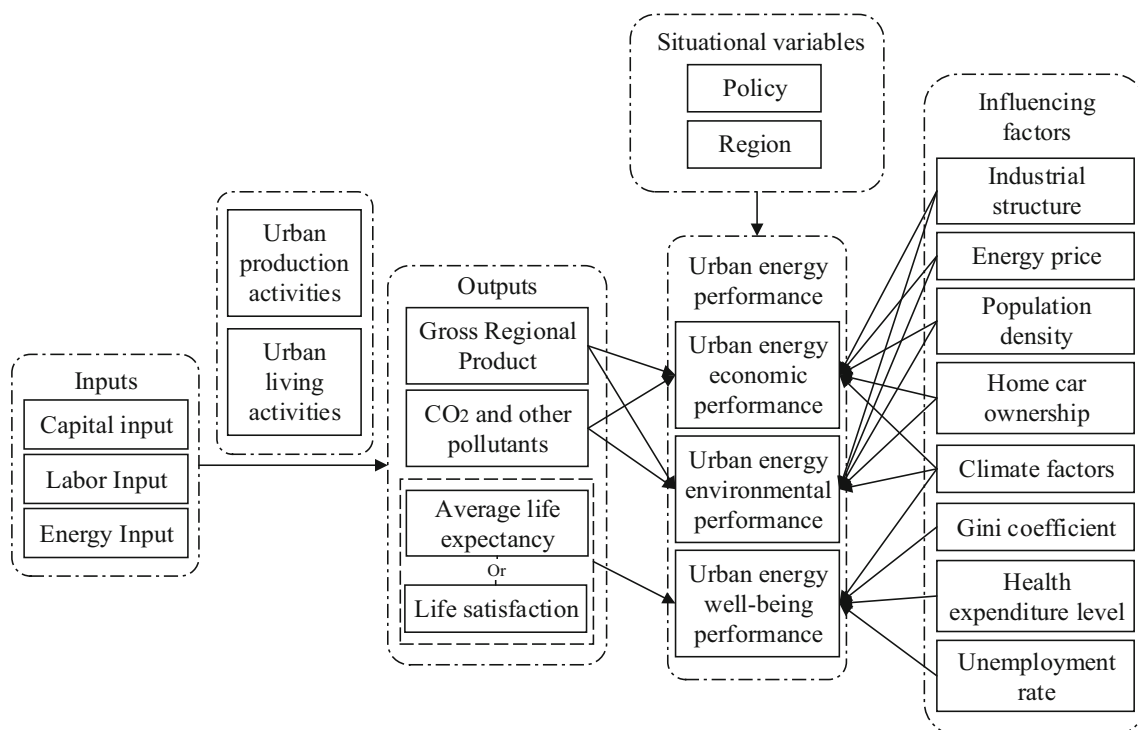 Inputs
Capital input
Labor Input
Energy Input
Urban
production
activities
Urban
living
activities
Outputs
Gross Regional
Product
CO2 and other
pollutants
Average life
expectancy
Or
Life satisfaction
Situational variables
Policy
Region
Urban energy
performance
Urban energy
economic
performance
Urban energy
environmental
performance
Urban energy
well-being
performance
Influencing
factors
Industrial
structure
Energy price
Population
density
Home car
ownership
Climate factors
Gini coefficient
Health
expenditure level
Unemployment
rate